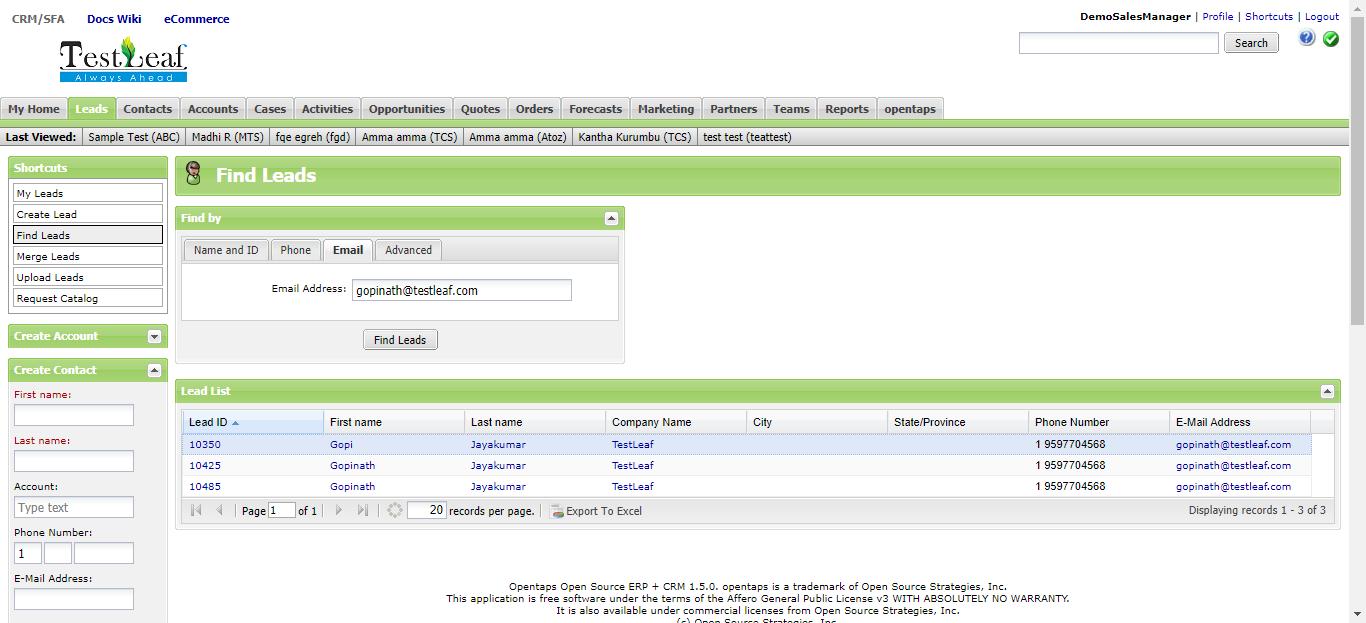 CRM/SFA Docs Wiki eCommerce
DemoSalesManager | Profile | Shortcuts | Logout
Search
TestLeaf
Always Ahead
My Home Leads Contacts Accounts Cases Activities Opportunities Quotes Orders Forecasts Marketing Partners Teams Reports opentaps
Last Viewed: Sample Test (ABC) Madhi R (MTS) fqe egreh (fgd) Amma amma (TCS) Amma amma (Atoz) Kantha Kurumbu (TCS) test test (teattest)
Shortcuts
My Leads
Create Lead
Find Leads
Merge Leads
Upload Leads
Request Catalog
Create Account
Create Contact
First name:
Last name:
Account:
Type text
Phone Number:
1
E-Mail Address:
Find Leads
Find by
Name and ID Phone Email Advanced
Email Address: gopinath@testleaf.com
Find Leads
Lead List
Lead ID First name Last name Company Name City State/Province Phone Number E-Mail Address
10350 Gopi Jayakumar TestLeaf 1 9597704568 gopinath@testleaf.com
10425 Gopinath Jayakumar TestLeaf 1 9597704568 gopinath@testleaf.com
10485 Gopinath Jayakumar TestLeaf 1 9597704568 gopinath@testleaf.com
Page 1 of 1 20 records per page. Export To Excel Displaying records 1 - 3 of 3
Opentaps Open Source ERP + CRM 1.5.0. opentaps is a trademark of Open Source Strategies, Inc.
This application is free software under the terms of the Affero General Public License v3 WITH ABSOLUTELY NO WARRANTY.
It is also available under commercial licenses from Open Source Strategies, Inc.
(c) Open Source Strategies, Inc.